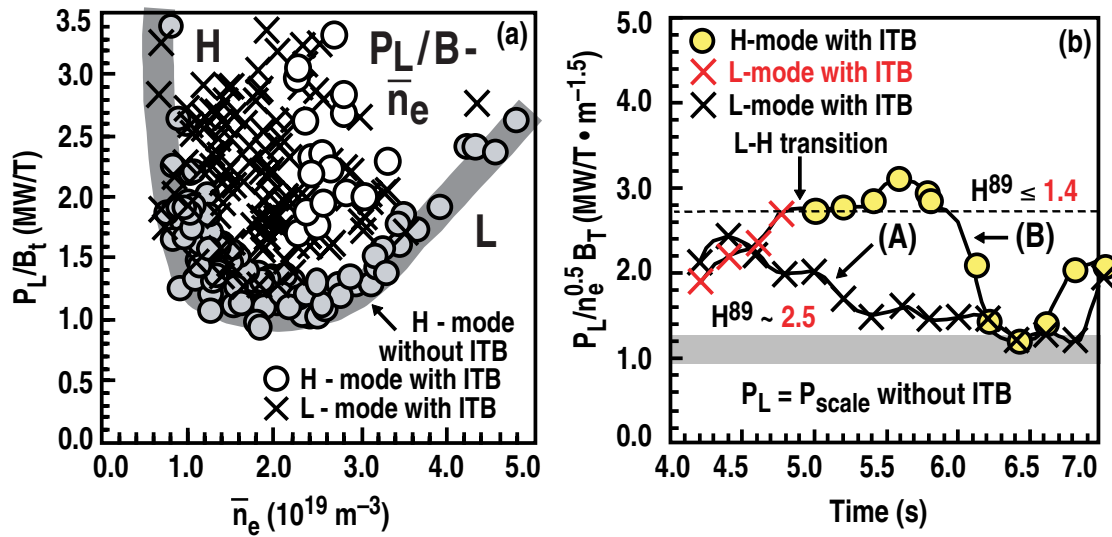 (a)
H
P_L/B_t -
n̅_e
L
H - mode
without ITB
H - mode with ITB
L - mode with ITB
3.5
3.0
2.5
2.0
1.5
1.0
0.5
0.0
P_L/B_t (MW/T)
0.0 1.0 2.0 3.0 4.0 5.0
n̅_e (10^19 m^−3)
(b)
H-mode with ITB
L-mode with ITB
L-mode with ITB
L-H transition
H^89 ≦ 1.4
(A)
(B)
H^89 ~ 2.5
P_L = P_scale without ITB
5.0
4.0
3.0
2.0
1.0
0.0
P_L/n_e^0.5 B_T (MW/T • m^−1.5)
4.0 4.5 5.0 5.5 6.0 6.5 7.0
Time (s)